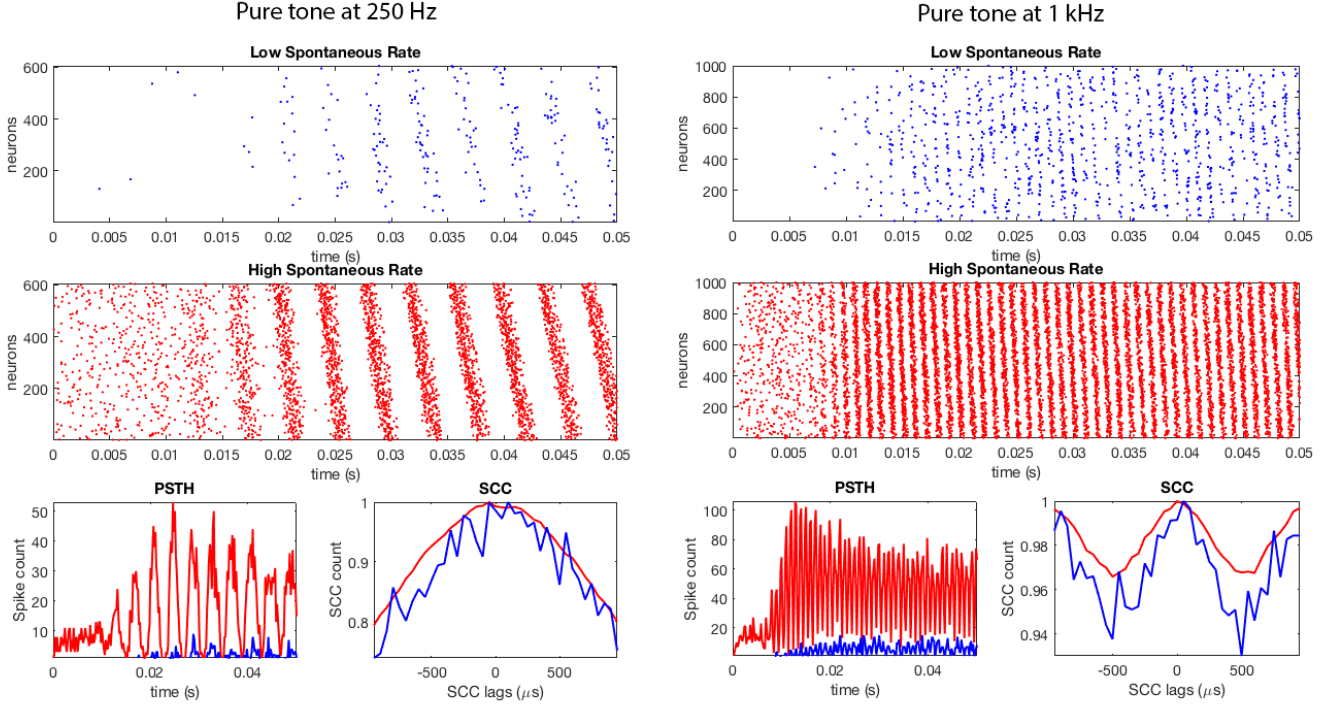 Pure tone at 250 Hz
Low Spontaneous Rate
600
400
200
neurons
0 0.005 0.01 0.015 0.02 0.025 0.03 0.035 0.04 0.045 0.05
time (s)
High Spontaneous Rate
600
400
200
neurons
0 0.005 0.01 0.015 0.02 0.025 0.03 0.035 0.04 0.045 0.05
time (s)
PSTH
50
40
30
20
10
Spike count
0 0.02 0.04
time (s)
SCC
1
0.9
0.8
SCC count
-500 0 500
SCC lags (μs)
Pure tone at 1 kHz
Low Spontaneous Rate
1000
800
600
400
200
neurons
0 0.005 0.01 0.015 0.02 0.025 0.03 0.035 0.04 0.045 0.05
time (s)
High Spontaneous Rate
1000
800
600
400
200
neurons
0 0.005 0.01 0.015 0.02 0.025 0.03 0.035 0.04 0.045 0.05
time (s)
PSTH
100
80
60
40
20
Spike count
0 0.02 0.04
time (s)
SCC
1
0.98
0.96
0.94
SCC count
-500 0 500
SCC lags (μs)